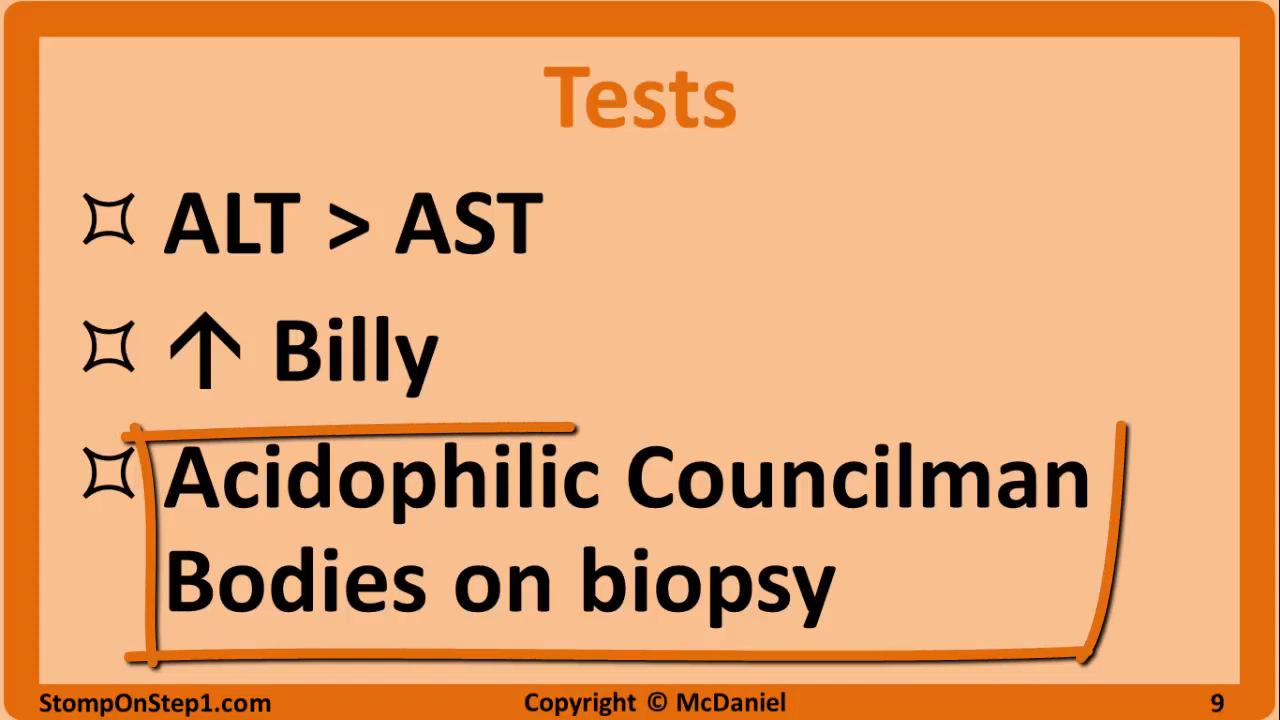 Tests
ALT > AST
↑ Billy
Acidophilic Councilman
Bodies on biopsy
StompOnStep1.com
Copyright © McDaniel
9